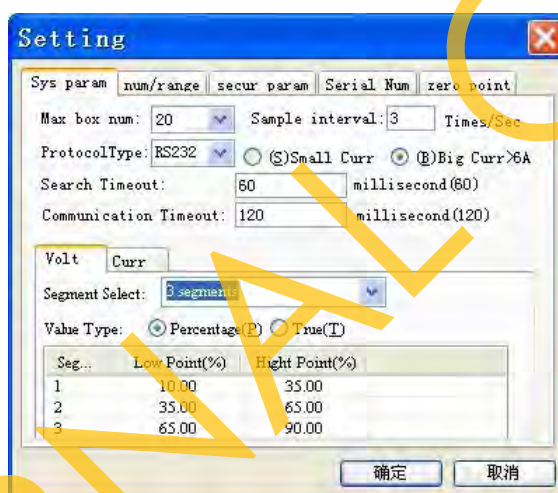 Setting
Sys param num/range secur param Serial Num zero point
Max box num: 20 Sample interval: 3 Times/Sec
ProtocolType: RS232 (S)Small Curr (B)Big Curr>6A
Search Timeout: 60 millisecond(60)
Communication Timeout: 120 millisecond(120)
Volt Curr
Segment Select: 3 segments
Value Type: Percentage(P) True(T)
Seg... Low Point(%) Hight Point(%)
1 10.00 35.00
2 35.00 65.00
3 65.00 90.00
确定 取消